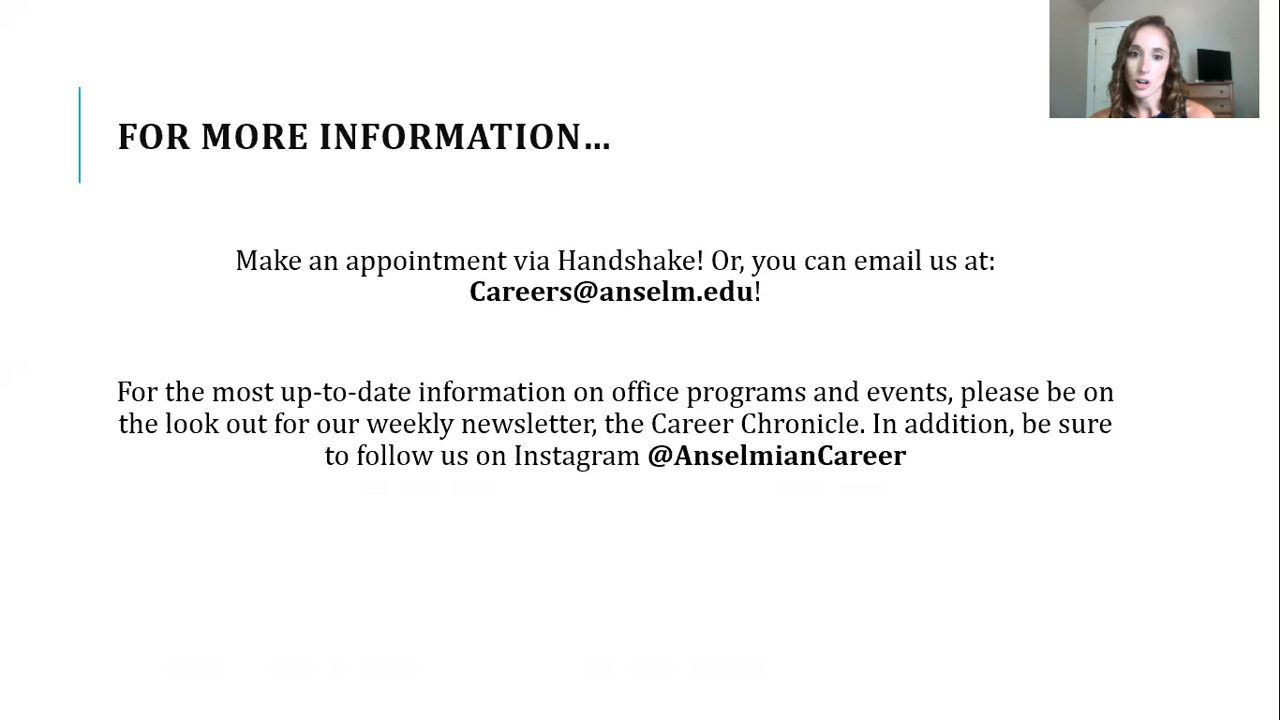 FOR MORE INFORMATION…
Make an appointment via Handshake! Or, you can email us at:
Careers@anselm.edu!
For the most up-to-date information on office programs and events, please be on
the look out for our weekly newsletter, the Career Chronicle. In addition, be sure
to follow us on Instagram @AnselmianCareer